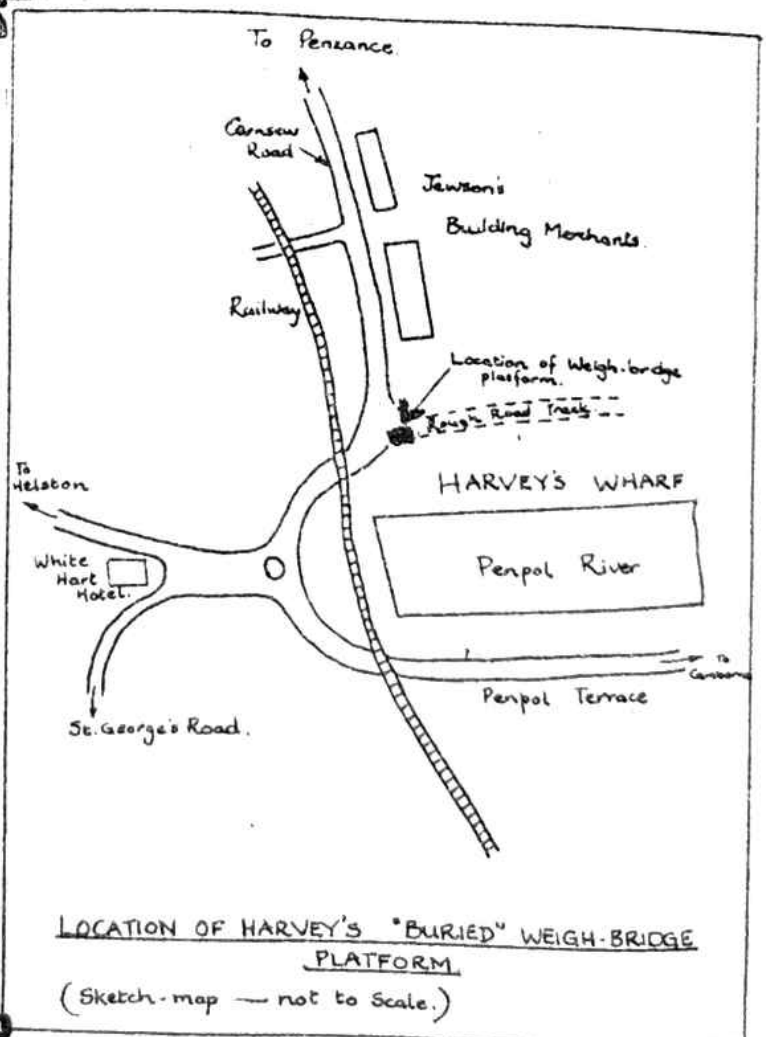 To Penzance.
Carnsew
Road
Jewson's
Building Merchants.
Railway
Location of Weigh-bridge
platform.
Rough Road Track.
HARVEY'S WHARF
To
Helston
White
Hart
Hotel.
Penpol River
To
Camborne
Penpol Terrace
St. George's Road.
LOCATION OF HARVEY'S "BURIED" WEIGH-BRIDGE
PLATFORM.
(Sketch-map — not to Scale.)